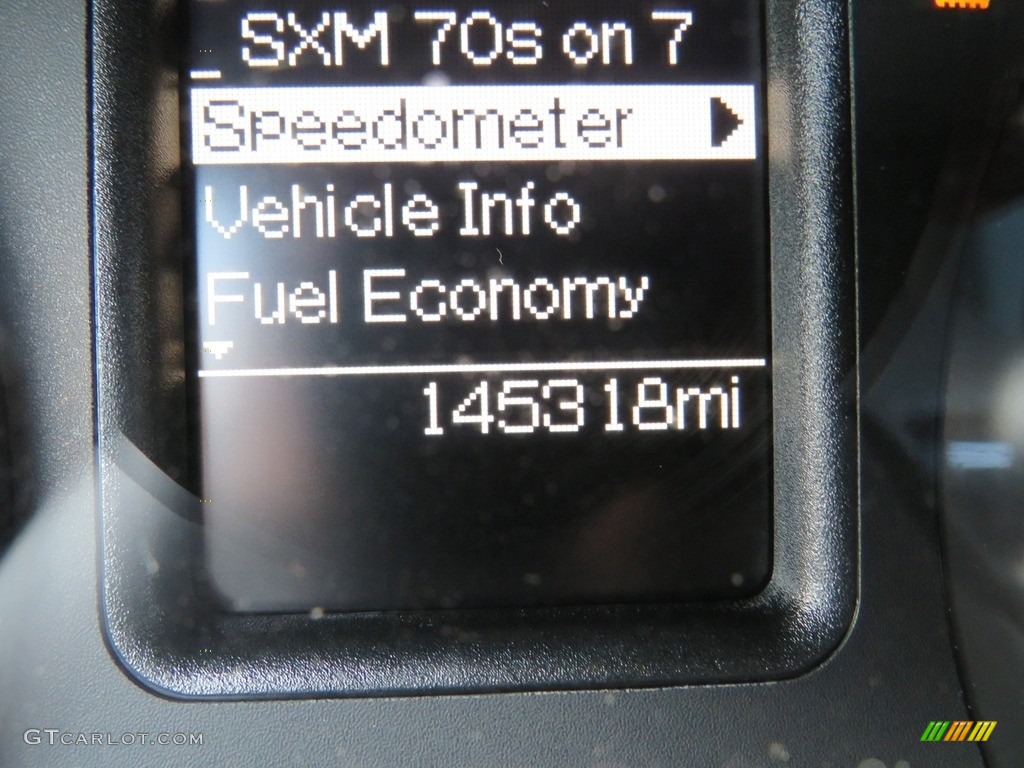 SXM 70s on 7
Speedometer
Vehicle Info
Fuel Economy
145318mi
GTCARLOT.COM